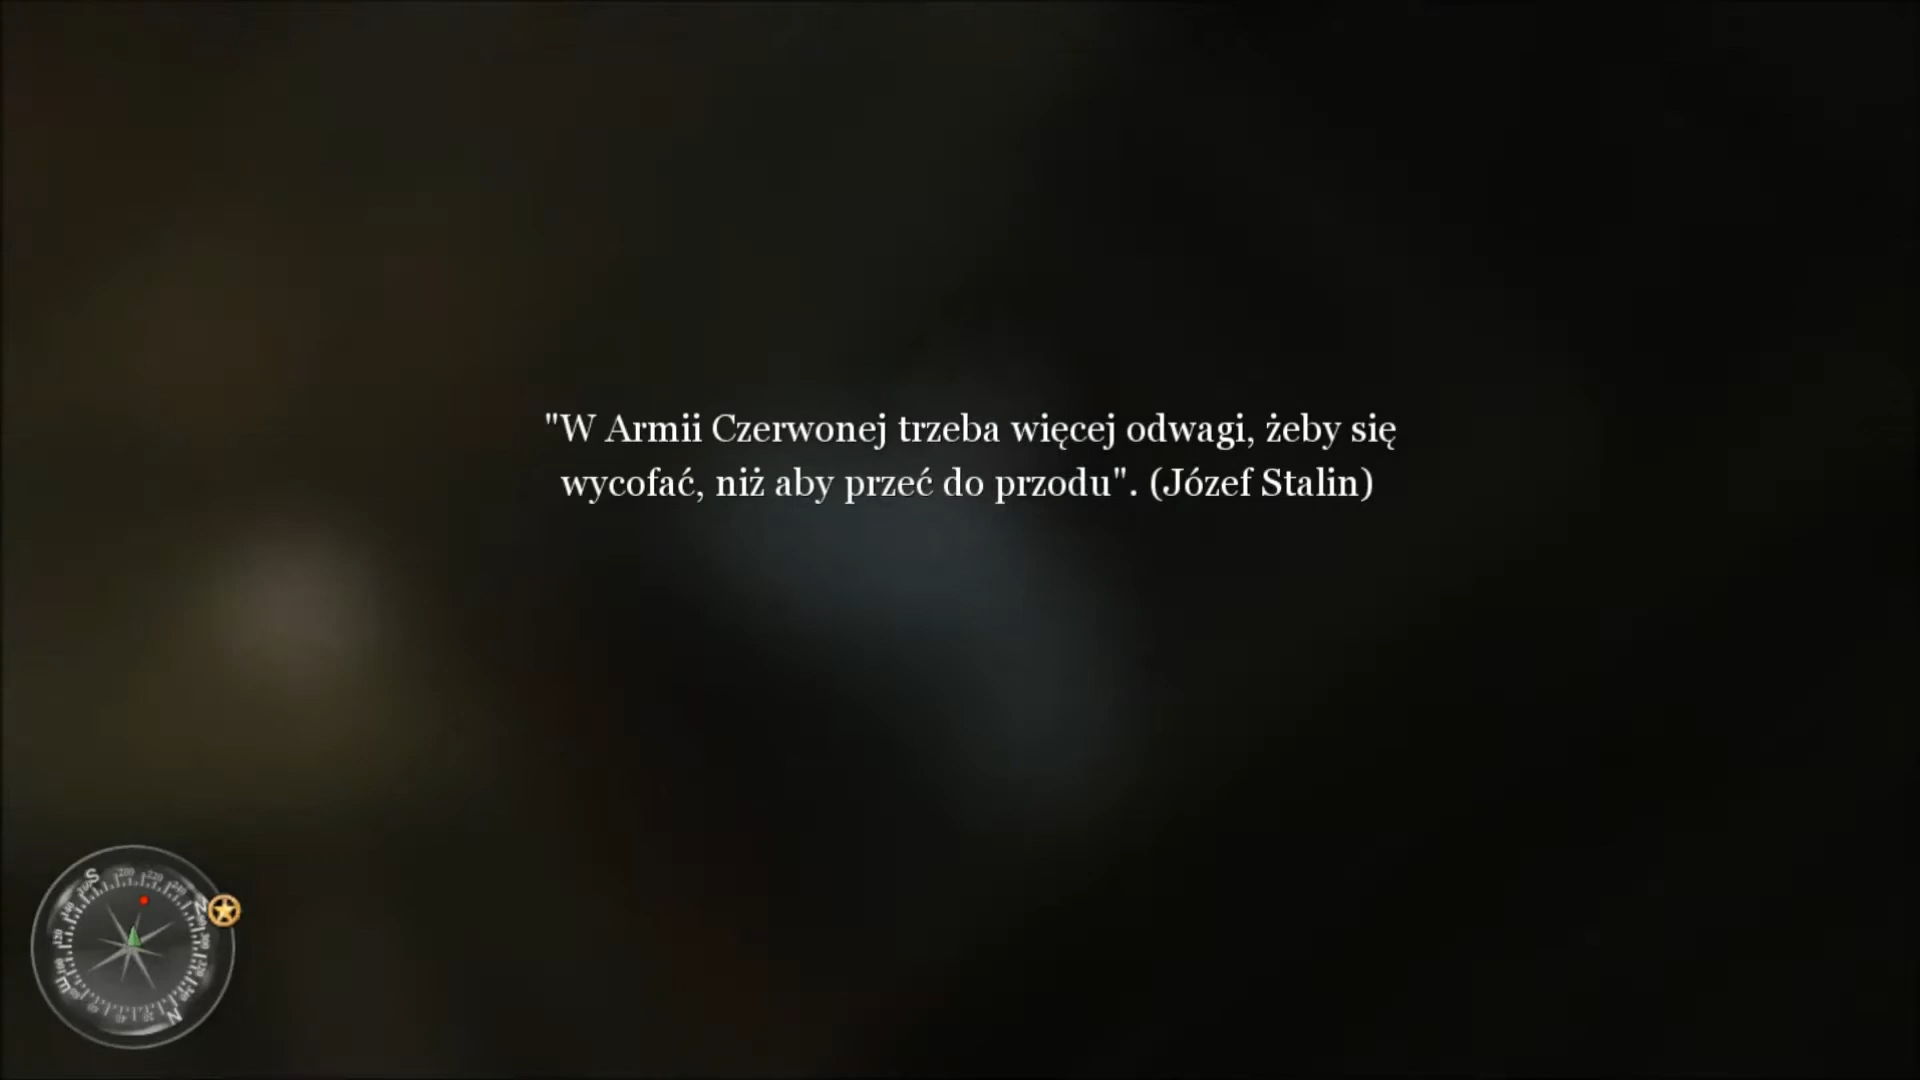 "W Armii Czerwonej trzeba więcej odwagi, żeby się
wycofać, niż aby przeć do przodu". (Józef Stalin)
S
N